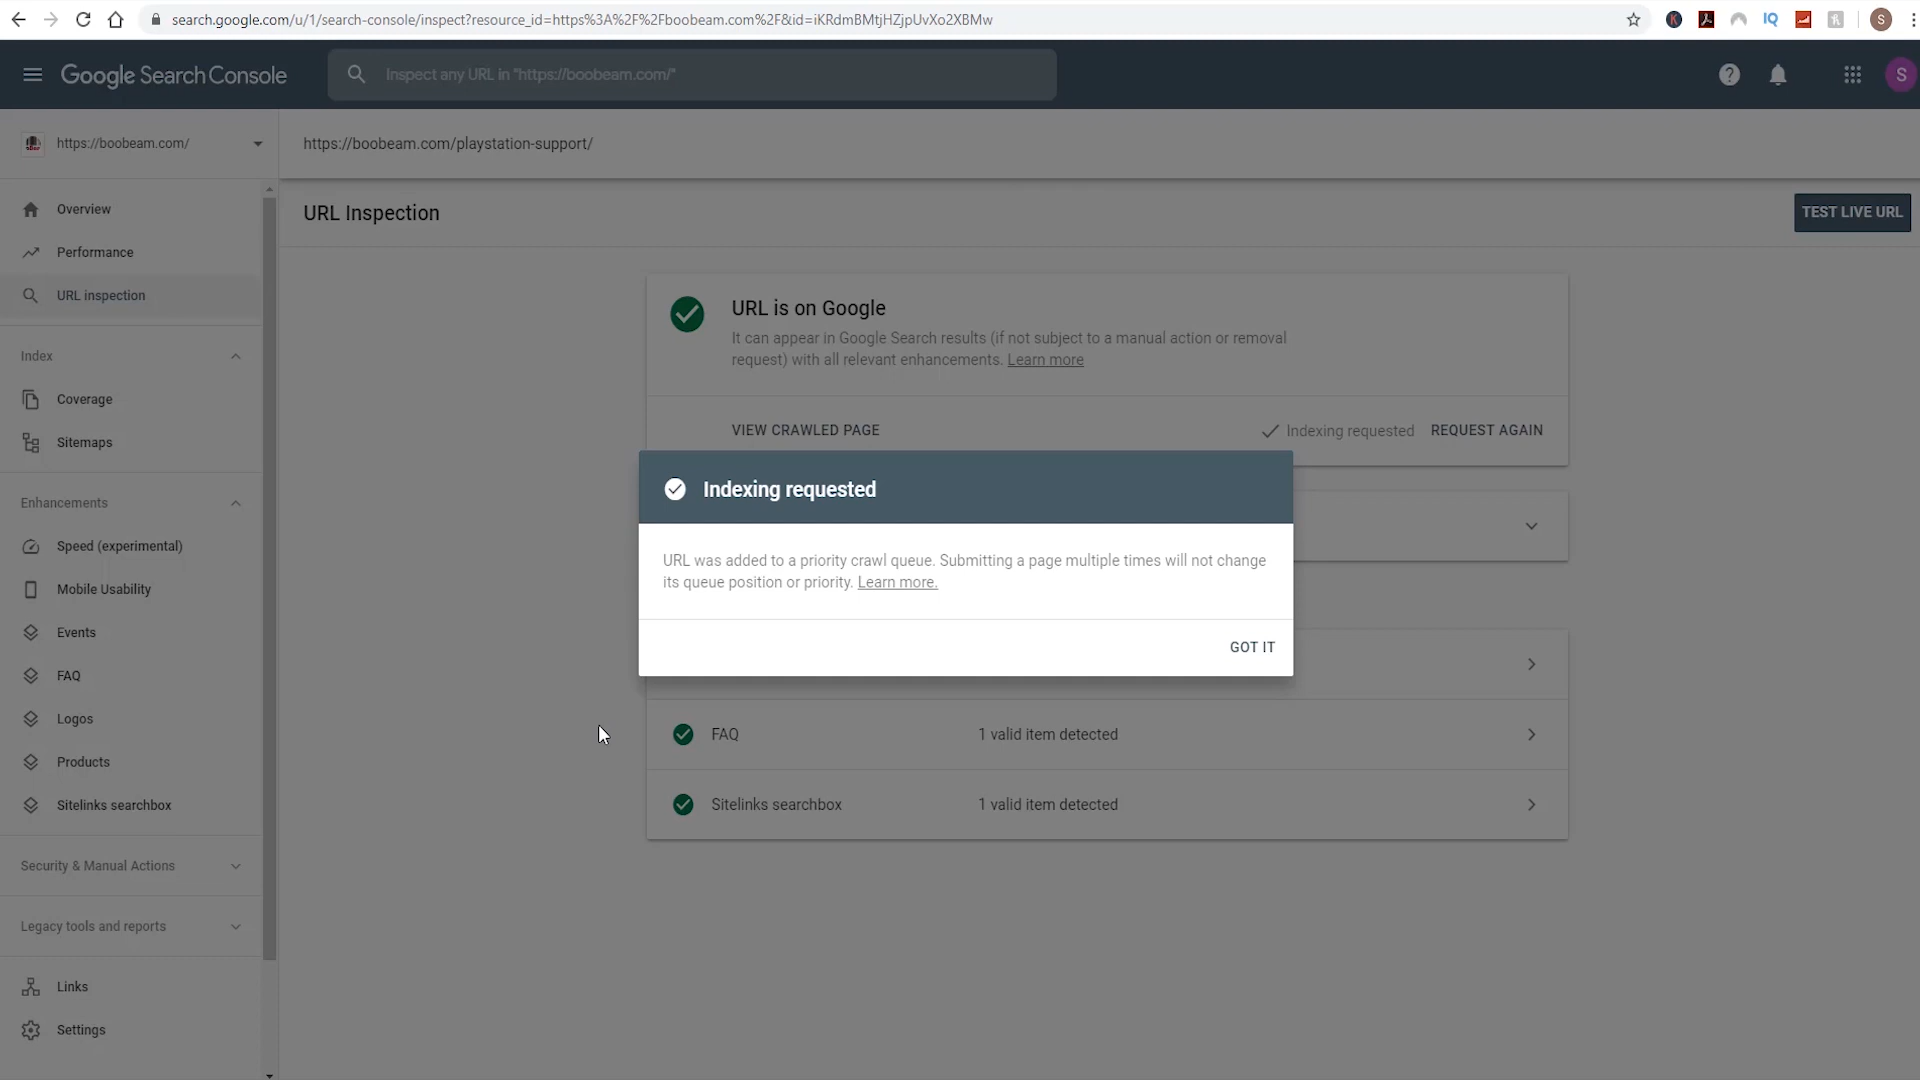 search.google.com/u/1/search-console/inspect?resource_id=https%3A%2F%2Fboobeam.com%2F&id=iKRdmBMtjHZjpUvXo2XBMw
K
IQ
S
Google Search Console
Inspect any URL in "https://boobeam.com/"
S
https://boobeam.com/
https://boobeam.com/playstation-support/
Overview
Performance
URL inspection
Index
Coverage
Sitemaps
Enhancements
Speed (experimental)
Mobile Usability
Events
FAQ
Logos
Products
Sitelinks searchbox
Security & Manual Actions
Legacy tools and reports
Links
Settings
URL Inspection
TEST LIVE URL
URL is on Google
It can appear in Google Search results (if not subject to a manual action or removal
request) with all relevant enhancements. Learn more
VIEW CRAWLED PAGE
Indexing requested
REQUEST AGAIN
Indexing requested
URL was added to a priority crawl queue. Submitting a page multiple times will not change
its queue position or priority. Learn more.
GOT IT
FAQ
1 valid item detected
Sitelinks searchbox
1 valid item detected